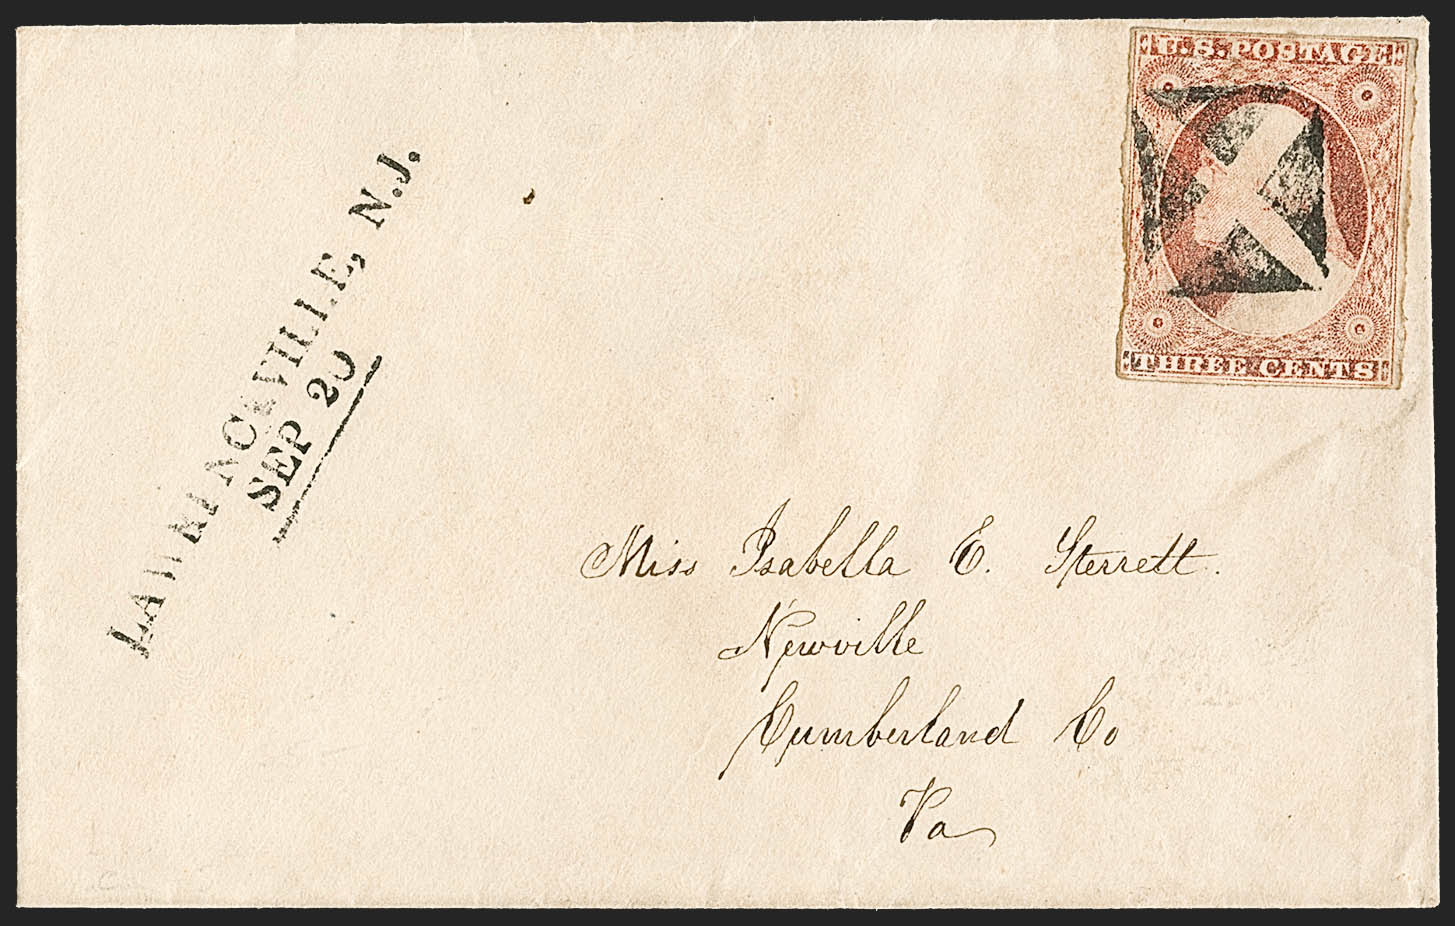 LAWRENCEVILLE, N.J.
SEP 20
U.S. POSTAGE
THREE CENTS
Miss Isabella E. Sterrett.
Newville
Cumberland Co
Pa